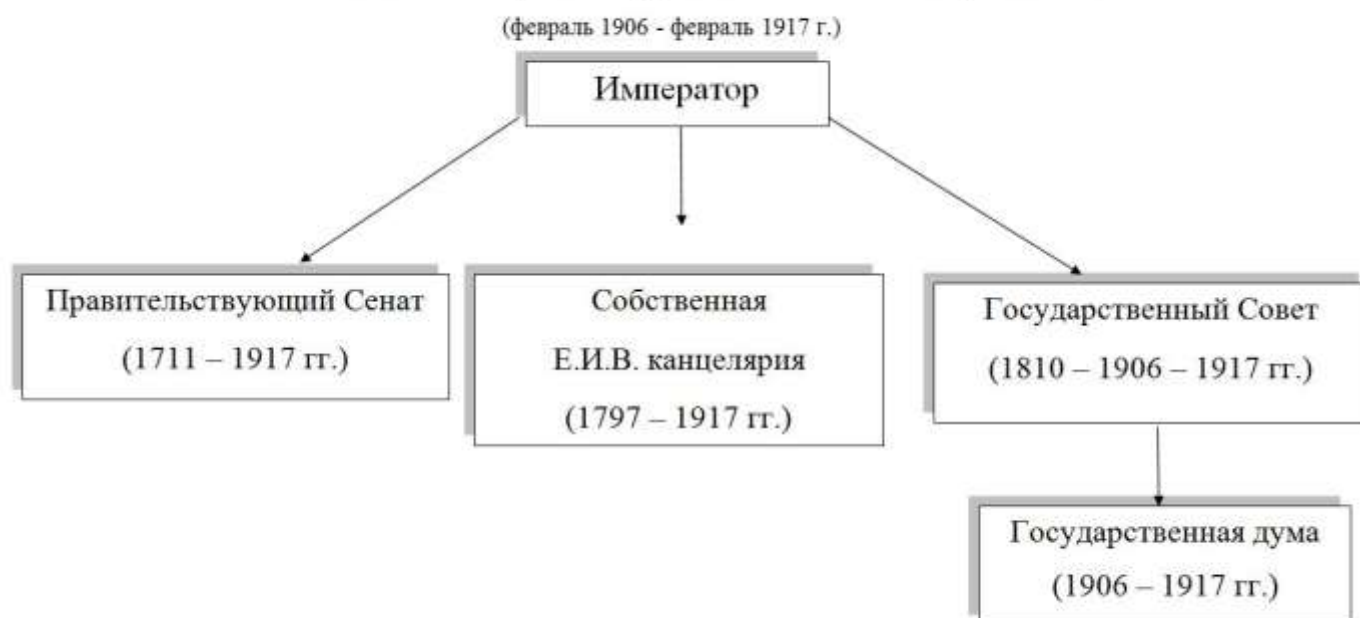 (февраль 1906 - февраль 1917 г.)
Император
Правительствующий Сенат
(1711 – 1917 гг.)
Собственная
Е.И.В. канцелярия
(1797 – 1917 гг.)
Государственный Совет
(1810 – 1906 – 1917 гг.)
Государственная дума
(1906 – 1917 гг.)